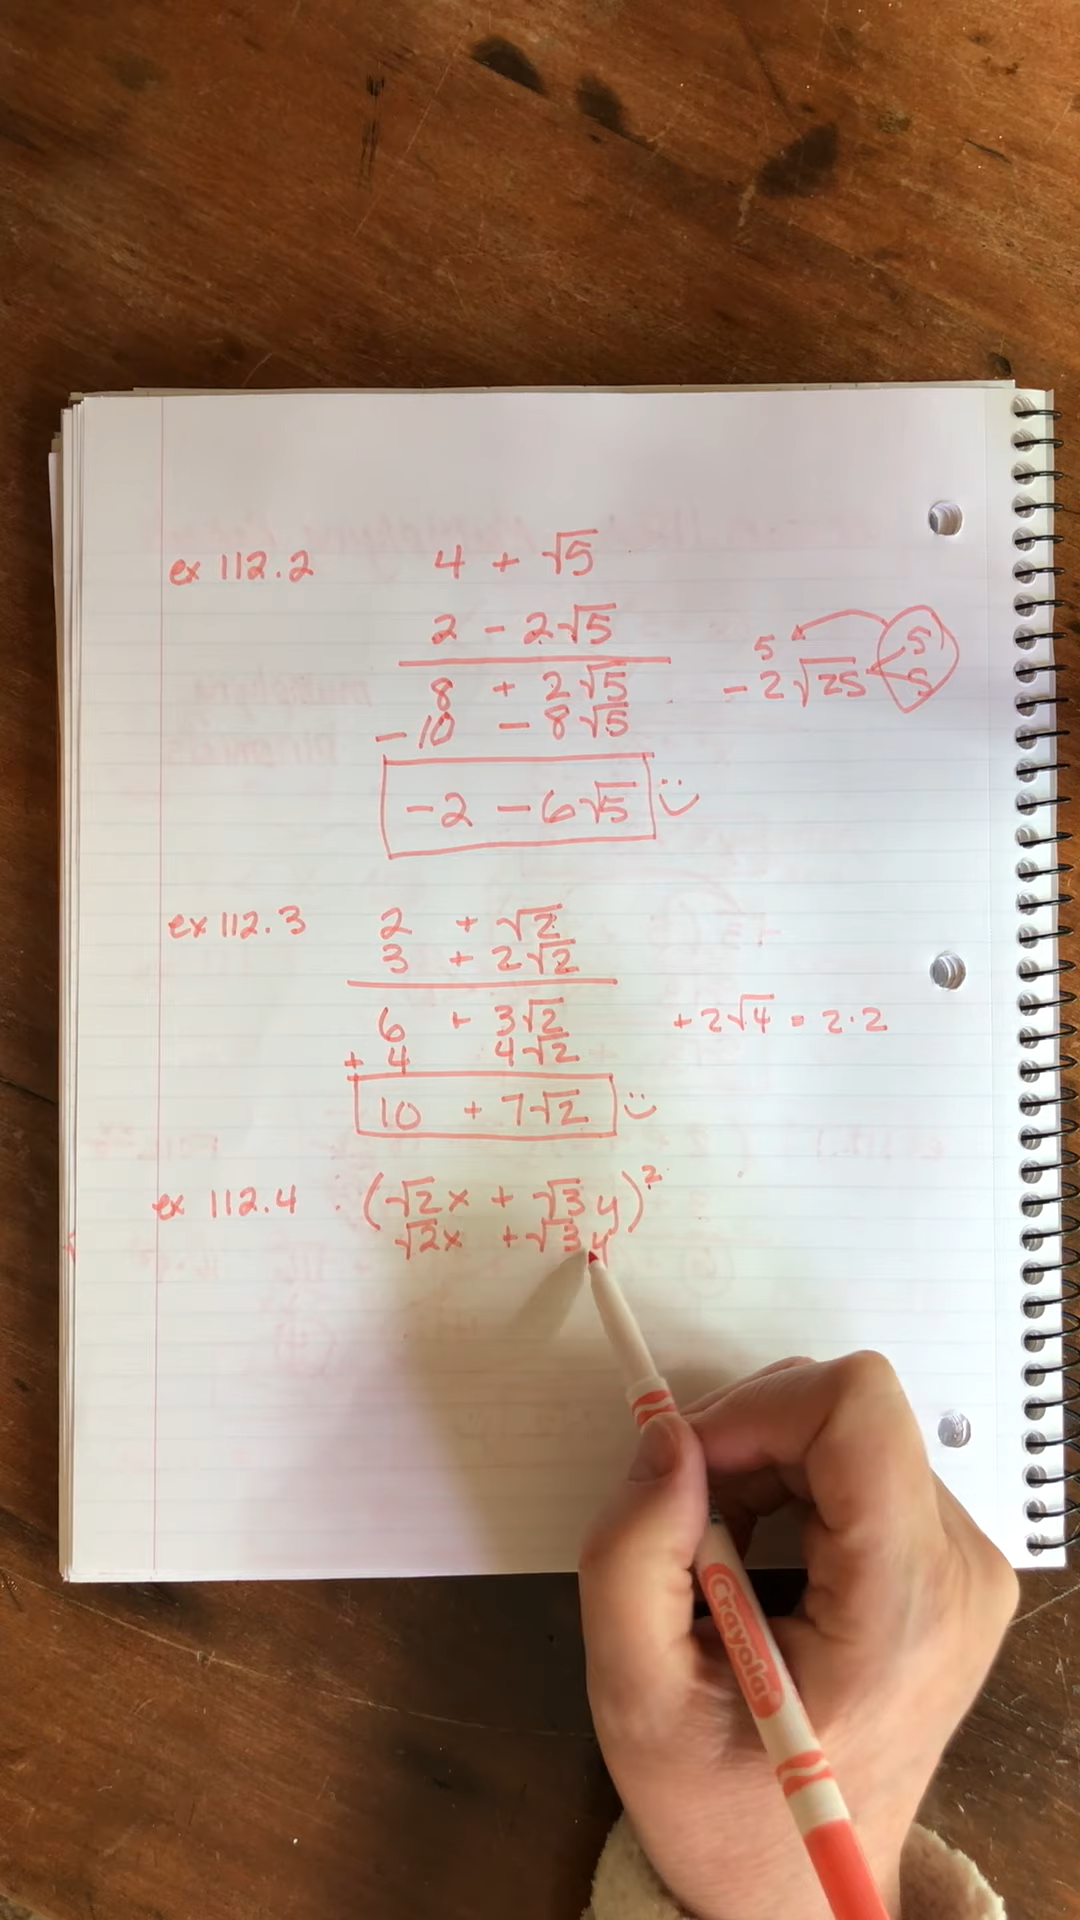 ex 112.2 4 + √5
2 - 2√5
8 + 2√5
- 10 - 8√5
-2 - 6√5
5 5
- 2√25 5
ex 112.3 2 + √2
3 + 2√2
6 + 3√2 +2√4 = 2·2
+ 4 4√2
10 + 7√2
ex 112.4 (√2x + √3y)²
√2x + √3y
Crayola